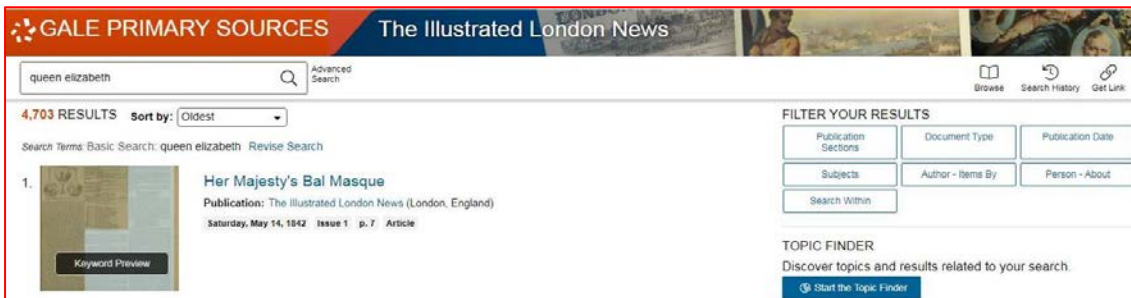 GALE PRIMARY SOURCES
The Illustrated London News
queen elizabeth
Advanced
Search
Browse
Search History
Get Link
4,703 RESULTS Sort by: Oldest
Search Terms: Basic Search: queen elizabeth Revise Search
1.
Keyword Preview
Her Majesty's Bal Masque
Publication: The Illustrated London News (London, England)
Saturday, May 14, 1842 Issue 1 p. 7 Article
FILTER YOUR RESULTS
Publication
Sections
Document Type
Publication Date
Subjects
Author - Items By
Person - About
Search Within
TOPIC FINDER
Discover topics and results related to your search.
Start the Topic Finder